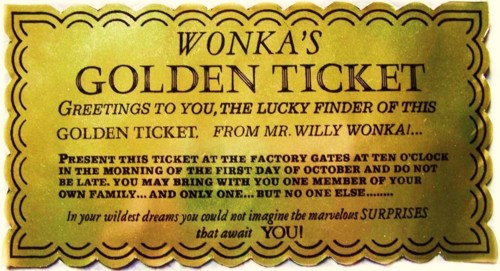 WONKA'S
GOLDEN TICKET
GREETINGS TO YOU, THE LUCKY FINDER OF THIS
GOLDEN TICKET. FROM MR. WILLY WONKA!...
PRESENT THIS TICKET AT THE FACTORY GATES AT TEN O'CLOCK
IN THE MORNING OF THE FIRST DAY OF OCTOBER AND DO NOT
BE LATE. YOU MAY BRING WITH YOU ONE MEMBER OF YOUR
OWN FAMILY... AND ONLY ONE... BUT NO ONE ELSE........
In your wildest dreams you could not imagine the marvelous SURPRISES
that await YOU!